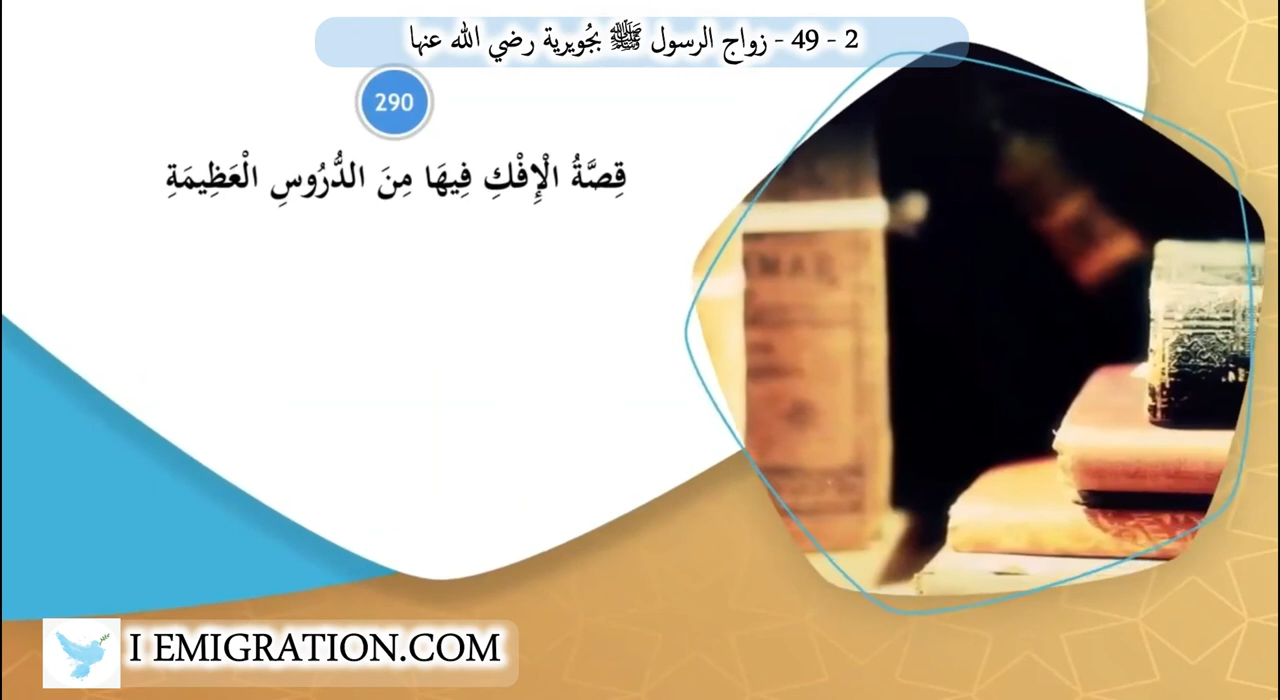 2 - 49 - زواج الرسول ﷺ بجُويرية رضي الله عنها
290
قِصَّةُ الْإِفْكِ فِيهَا مِنَ الدُّرُوسِ الْعَظِيمَةِ
I EMIGRATION.COM